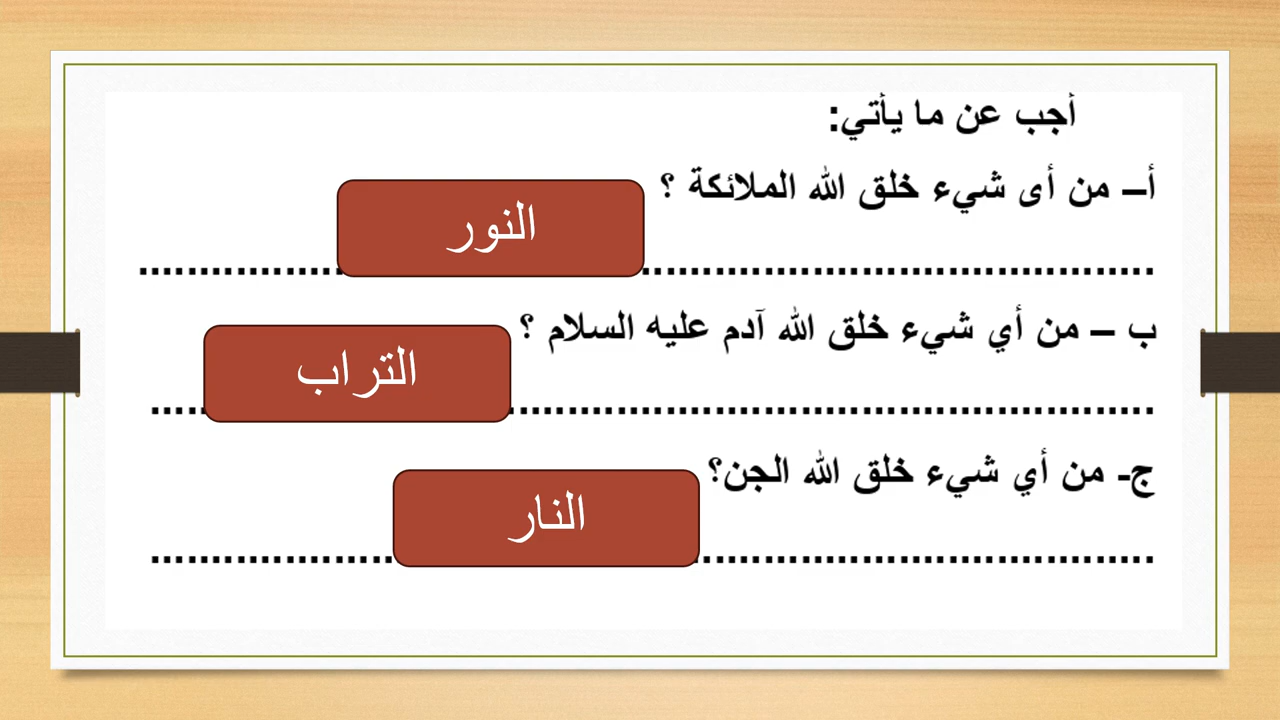 أجب عن ما يأتي:
أ– من أى شيء خلق الله الملائكة ؟
النور
................................................................
ب – من أي شيء خلق الله آدم عليه السلام ؟
التراب
................................................................
ج- من أي شيء خلق الله الجن؟
النار
................................................................